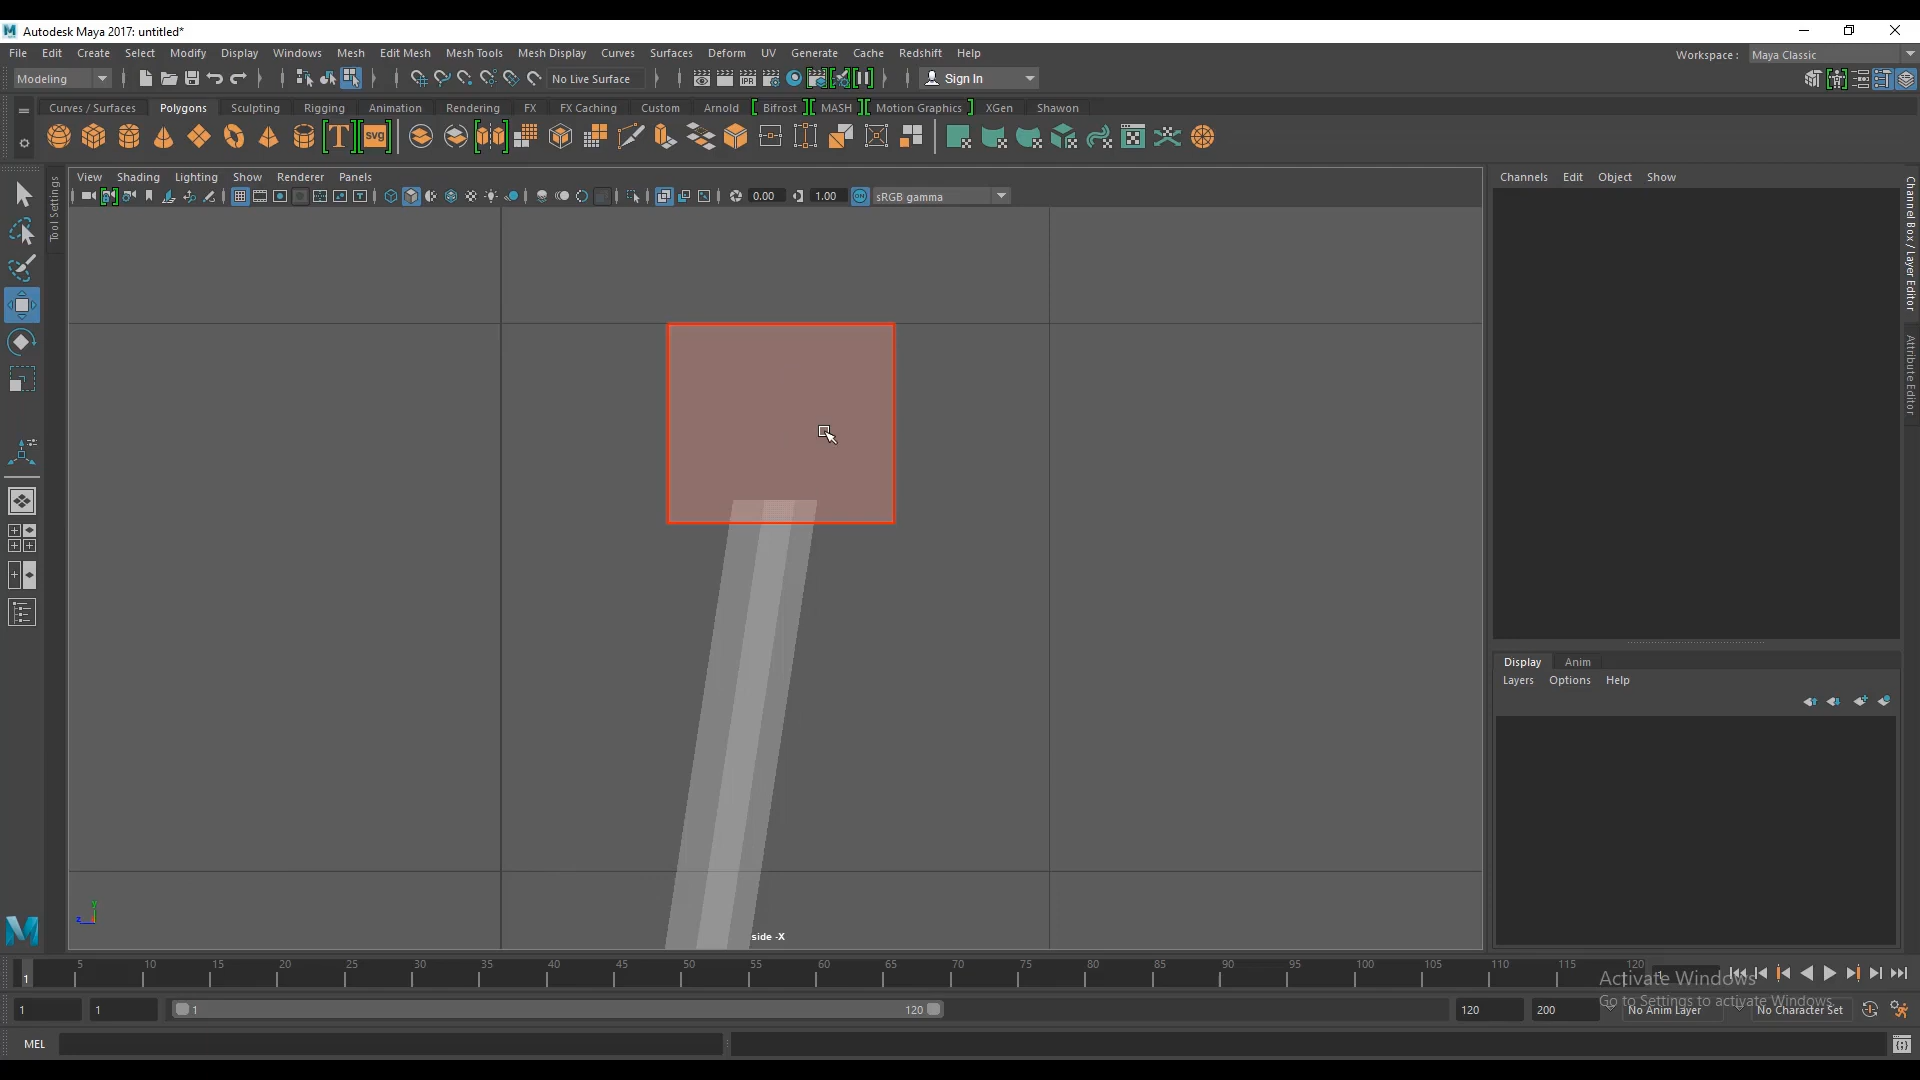 Autodesk Maya 2017: untitled*
File Edit Create Select Modify Display Windows Mesh Edit Mesh Mesh Tools Mesh Display Curves Surfaces Deform UV Generate Cache Redshift Help
Workspace : Maya Classic
Modeling No Live Surface IPR Sign In
Curves / Surfaces Polygons Sculpting Rigging Animation Rendering FX FX Caching Custom Arnold Bifrost MASH Motion Graphics XGen Shawon
T svg
Tool Settings
View Shading Lighting Show Renderer Panels
0.00 1.00 ON sRGB gamma
Channels Edit Object Show
Channel Box / Layer Editor
Attribute Editor
Display Anim
Layers Options Help
y
z
side -X
5 10 15 20 25 30 35 40 45 50 55 60 65 70 75 80 85 90 95 100 105 110 115 120
1 1
Activate Windows
Go to Settings to activate Windows.
1 1 1 120 120 200 No Anim Layer No Character Set
MEL